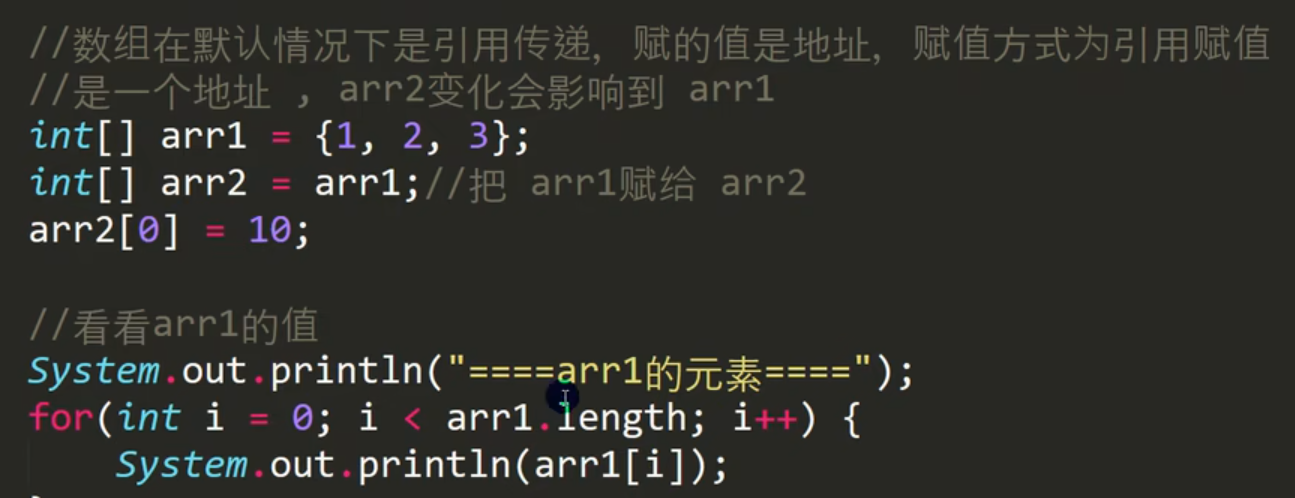 //数组在默认情况下是引用传递, 赋的值是地址, 赋值方式为引用赋值
//是一个地址 , arr2变化会影响到 arr1
int[] arr1 = {1, 2, 3};
int[] arr2 = arr1;//把 arr1赋给 arr2
arr2[0] = 10;
//看看arr1的值
System.out.println("====arr1的元素====");
for(int i = 0; i < arr1.length; i++) {
System.out.println(arr1[i]);